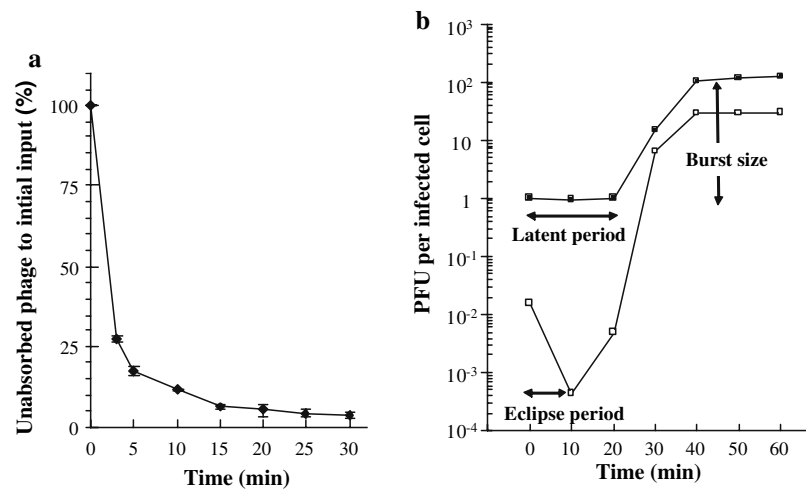 a
Unabsorbed phage to intial input (%)
100
75
50
25
0
0 5 10 15 20 25 30
Time (min)
b
PFU per infected cell
10³
10²
10
1
10⁻¹
10⁻²
10⁻³
10⁻⁴
Burst size
Latent period
Eclipse period
0 10 20 30 40 50 60
Time (min)